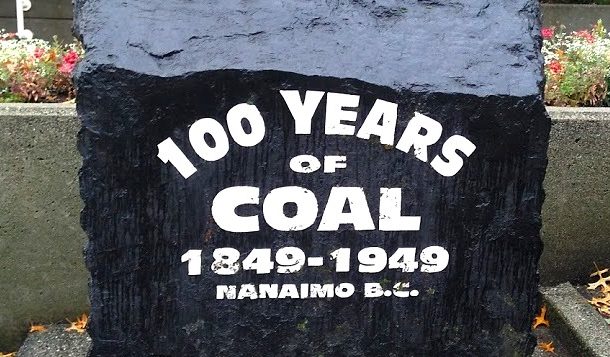 100 YEARS
OF
COAL
1849-1949
NANAIMO B.C.